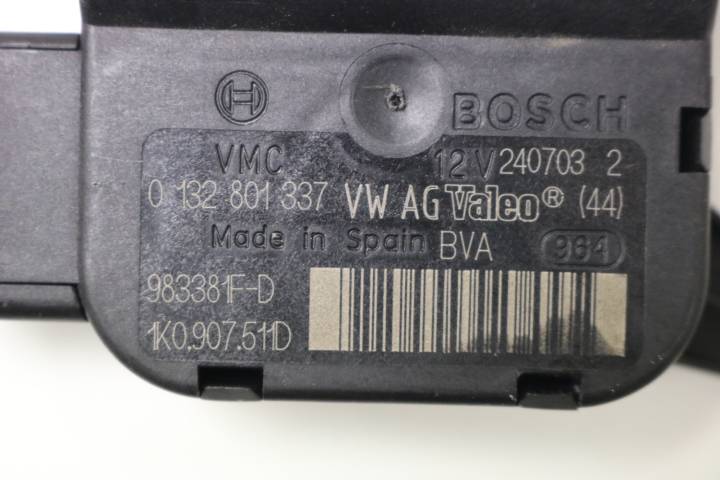 BOSCH
VMC 12V 240703 2
0 132 801 337 VW AG Valeo® (44)
Made in Spain BVA 964
983381F-D
1K0.907.511D